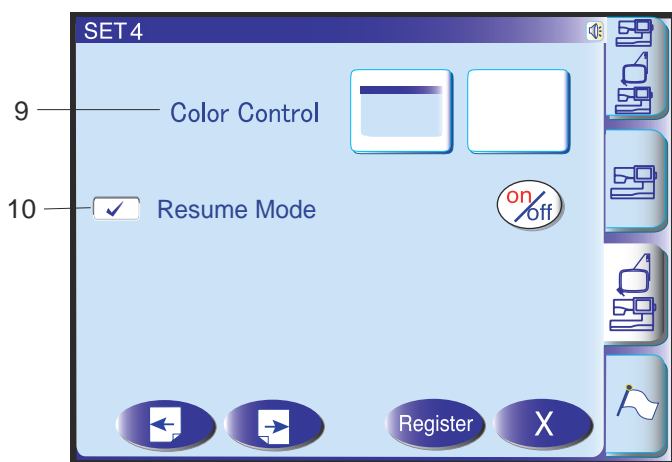 SET 4
9 Color Control
10 Resume Mode on/off
Register X